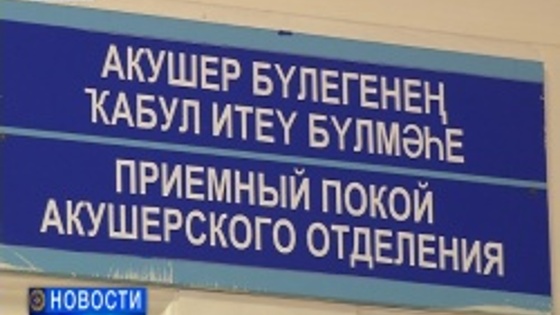 АКУШЕР БҮЛЕГЕНЕҢ
ҠАБУЛ ИТЕҮ БҮЛМӘҺЕ
ПРИЕМНЫЙ ПОКОЙ
АКУШЕРСКОГО ОТДЕЛЕНИЯ
НОВОСТИ